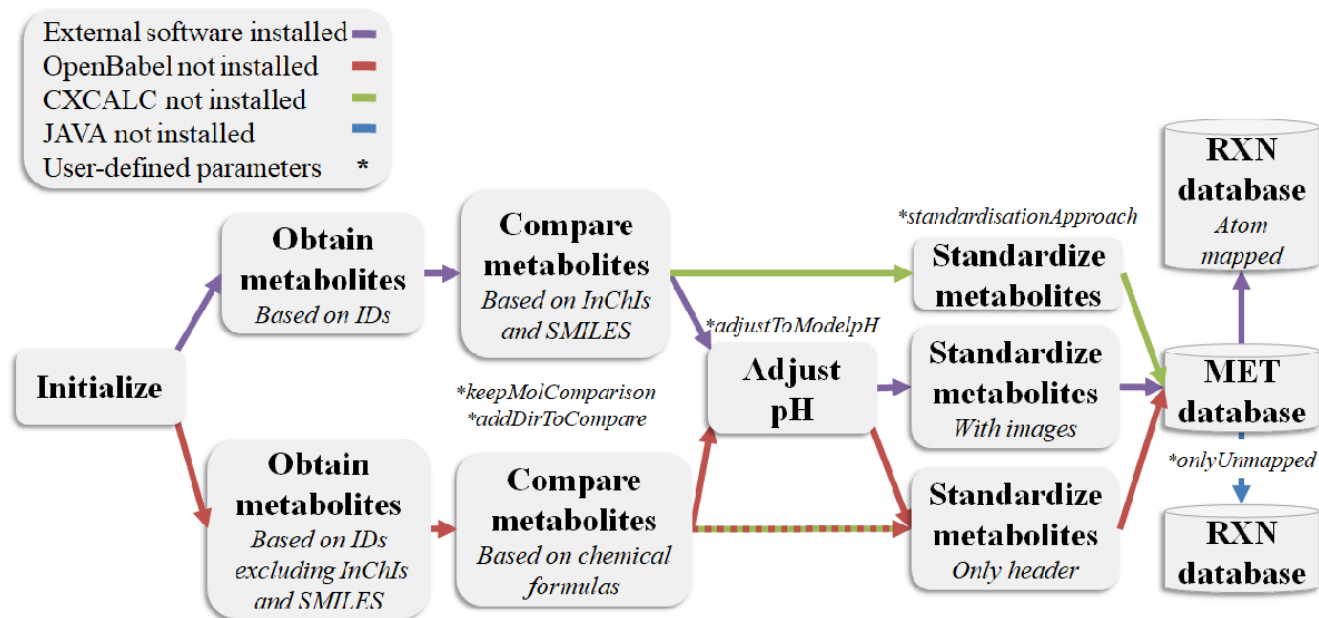 External software installed
OpenBabel not installed
CXCALC not installed
JAVA not installed
User-defined parameters *
Initialize
Obtain
metabolites
Based on IDs
Compare
metabolites
Based on InChIs
and SMILES
*keepMolComparison
*addDirToCompare
Obtain
metabolites
Based on IDs
excluding InChIs
and SMILES
Compare
metabolites
Based on chemical
formulas
*adjustToModelpH
Adjust
pH
*standardisationApproach
Standardize
metabolites
Standardize
metabolites
With images
Standardize
metabolites
Only header
RXN
database
Atom
mapped
MET
database
*onlyUnmapped
RXN
database